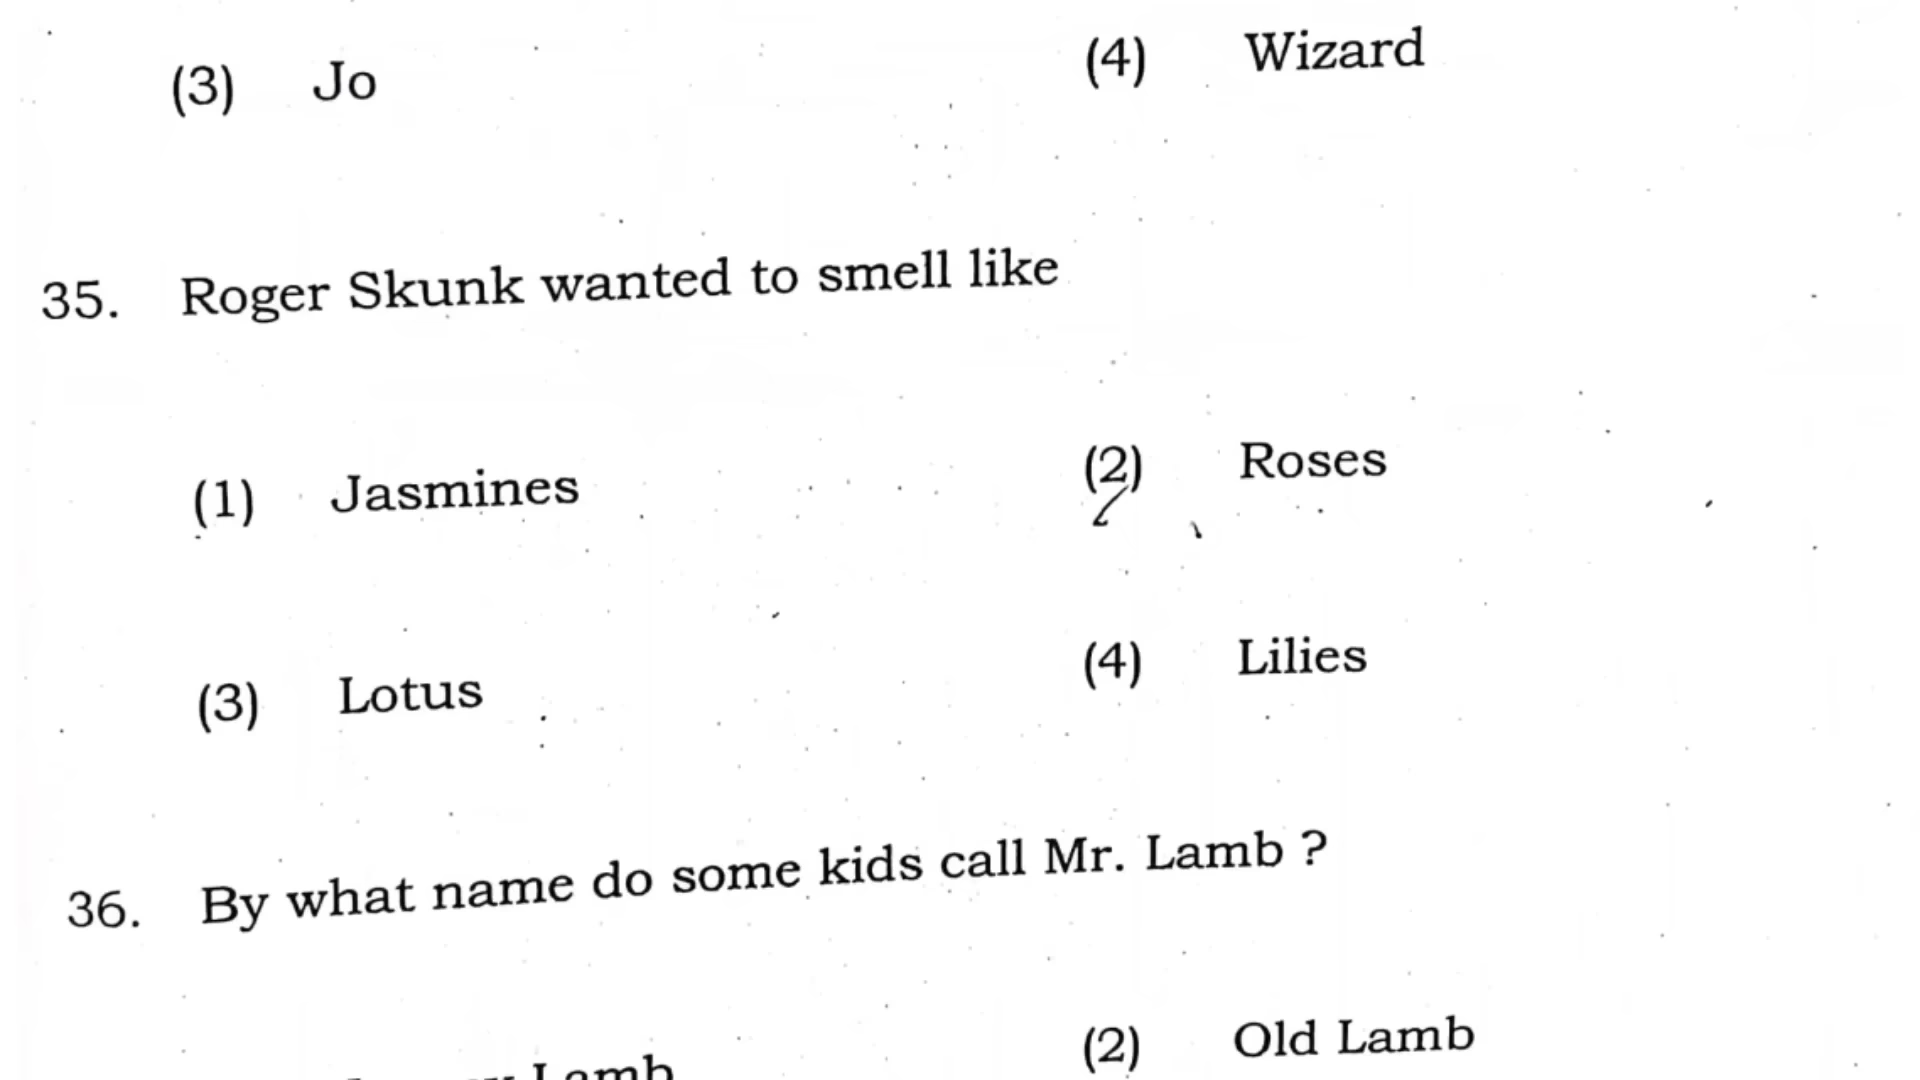 (3) Jo (4) Wizard
35. Roger Skunk wanted to smell like
(1) Jasmines (2) Roses
(3) Lotus (4) Lilies
36. By what name do some kids call Mr. Lamb ?
Lamb (2) Old Lamb